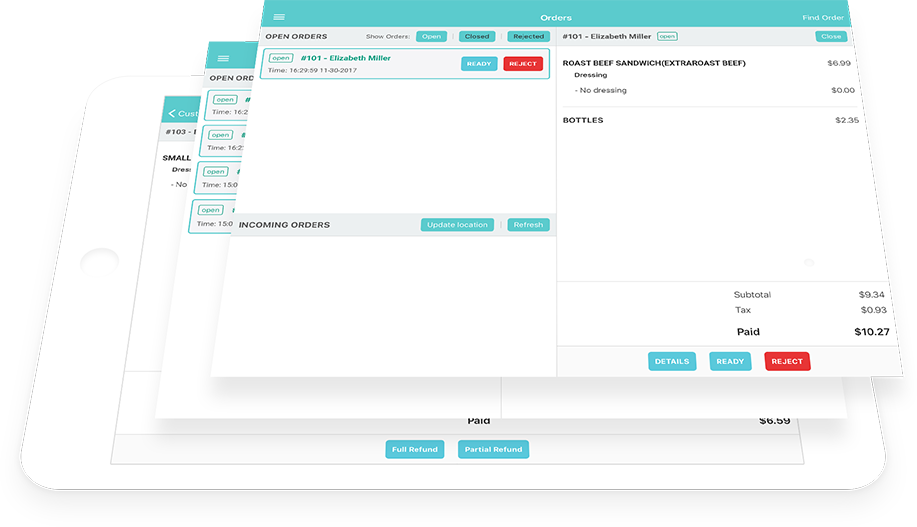 Orders
Find Order
OPEN ORDERS Show Orders: Open | Closed | Rejected
open #101 - Elizabeth Miller READY REJECT
Time: 16:29:59 11-30-2017
INCOMING ORDERS Update location | Refresh
#101 - Elizabeth Miller open Close
ROAST BEEF SANDWICH(EXTRAROAST BEEF) $6.99
Dressing
- No dressing $0.00
BOTTLES $2.35
Subtotal $9.34
Tax $0.93
Paid $10.27
DETAILS READY REJECT
OPEN ORD
open #
Time: 16:2
open
Time: 16:2
open
Time: 15:0
open
Time: 15:0
Cust
#103 -
SMALL
Dres
- No
Paid $6.59
Full Refund Partial Refund